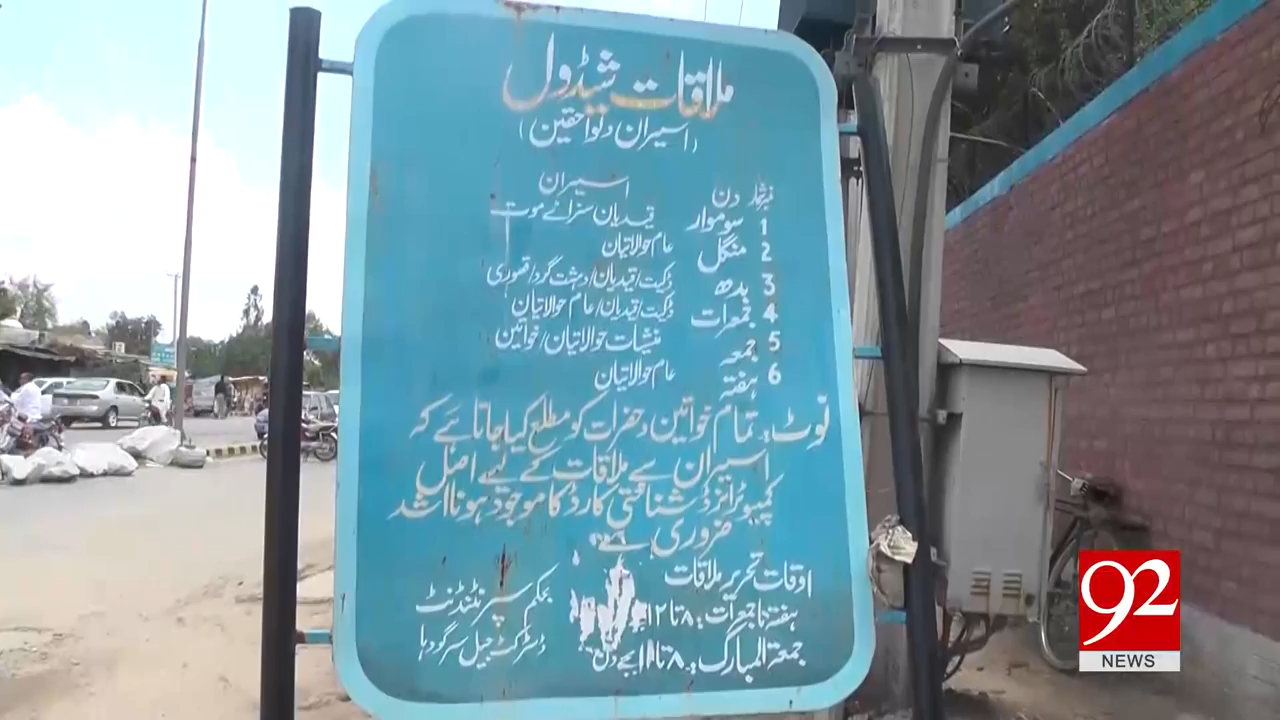 ملاقات شیڈول
(اسیران و لواحقین)
نمبر شمار دن اسیران
1 سوموار قیدیان سزائے موت
2 منگل عام حوالاتیان
3 بدھ ڈکیت/قیدیان/دہشت گرد/قصوری
4 جمعرات ڈکیت/قیدیان/عام حوالاتیان
5 جمعہ منشیات حوالاتیان/خواتین
6 ہفتہ عام حوالاتیان
نوٹ:۔ تمام خواتین و حضرات کو مطلع کیا جاتا ہے کہ
اسیران سے ملاقات کے لیے اصل
کمپیوٹرائزڈ شناختی کارڈ کا موجود ہونا اشد
ضروری ہے
اوقات تحریر ملاقات
ہفتہ تا جمعرات:۔ ۸ تا ۱۲
جمعۃ المبارک:۔ ۸ تا ۱۱ بجے دن
بحکم سپرنٹنڈنٹ
ڈسٹرکٹ جیل سرگودہا
92
NEWS